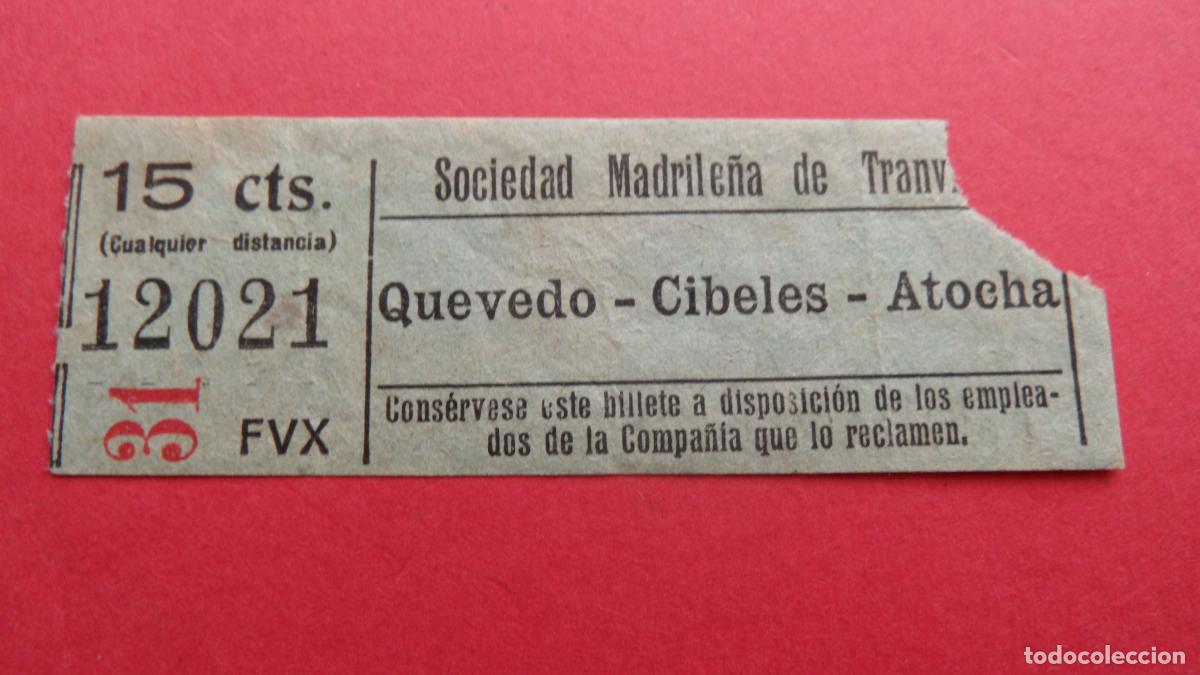 15 cts.
(Cualquier distancia)
12021
31
FVX
Sociedad Madrileña de Tranv
Quevedo - Cibeles - Atocha
Consérvese este billete a disposición de los emplea-
dos de la Compañia que lo reclamen.
todocoleccion